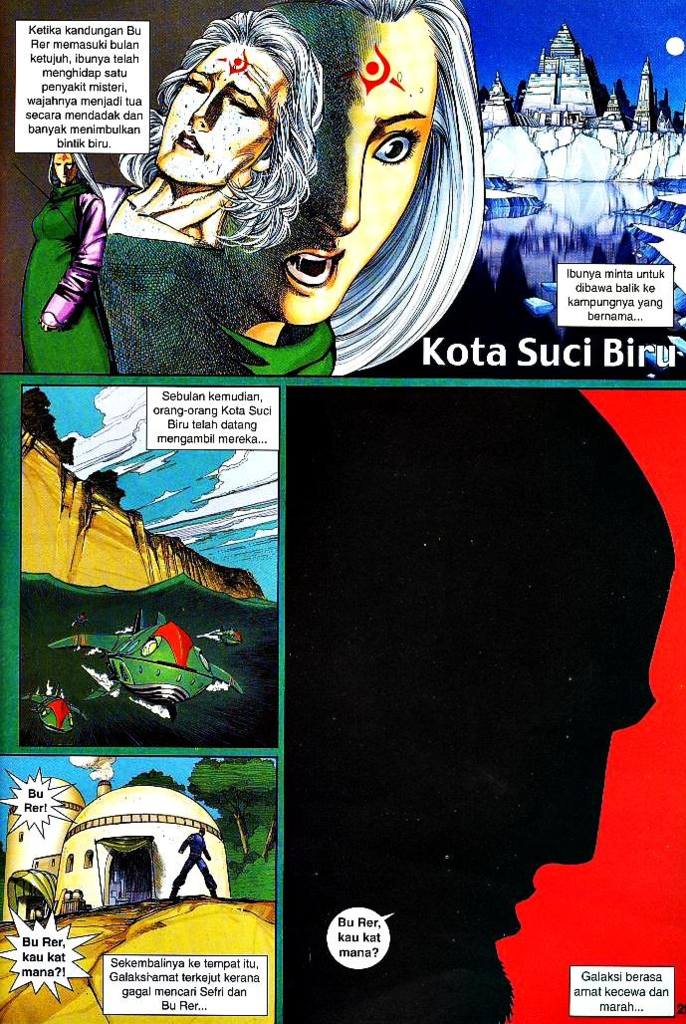 Ketika kandungan Bu
Rer memasuki bulan
ketujuh, ibunya telah
menghidap satu
penyakit misteri,
wajahnya menjadi tua
secara mendadak dan
banyak menimbulkan
bintik biru.
Ibunya minta untuk
dibawa balik ke
kampungnya yang
bernama...
Kota Suci Biru
Sebulan kemudian,
orang-orang Kota Suci
Biru telah datang
mengambil mereka...
Bu
Rer!
Bu Rer,
kau kat
mana?!
Sekembalinya ke tempat itu,
Galaksi amat terkejut kerana
gagal mencari Sefri dan
Bu Rer...
Bu Rer,
kau kat
mana?
Galaksi berasa
amat kecewa dan
marah...